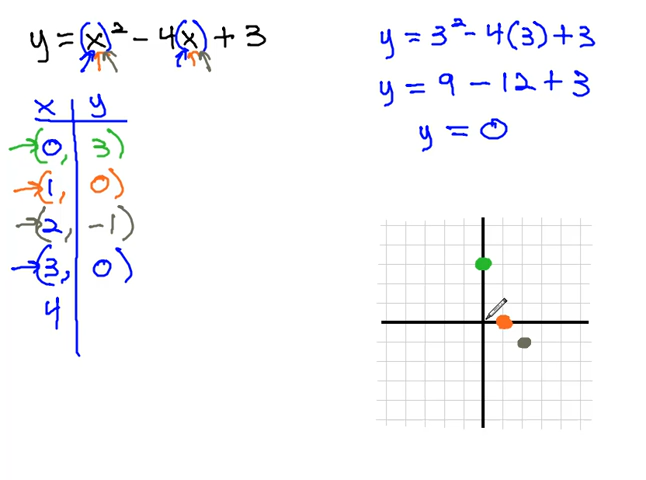 y = (x)² - 4(x) + 3
x y
(0, 3)
(1, 0)
(2, -1)
(3, 0)
4
y = 3² - 4(3) + 3
y = 9 - 12 + 3
y = 0